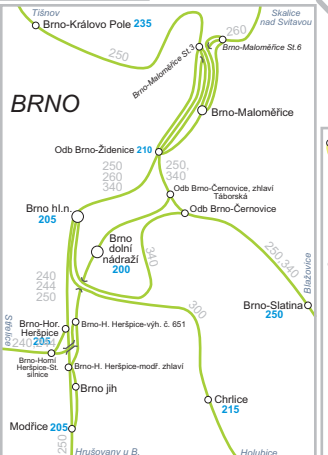 Tišnov
Brno-Královo Pole 235
Skalice
nad Svitavou
250
Brno-Maloměřice St.3
260
Brno-Maloměřice St.6
BRNO
Brno-Maloměřice
Odb Brno-Židenice 210
250
260
340
250,
340
Odb Brno-Černovice, zhlaví
Táborská
Odb Brno-Černovice
Brno hl.n.
205
Brno
dolní
nádraží
200
340
250,340
Blažovice
240
244
250
300
Brno-Slatina
250
Střelice
Brno-Hor.
Heršpice
205
Brno-H. Heršpice-výh. č. 651
240,244
Brno-Horní
Heršpice-St.
silnice
Brno-H. Heršpice-modř. zhlaví
Brno jih
Chrlice
215
Modřice 205
250
Hrušovany u B.
Holubice